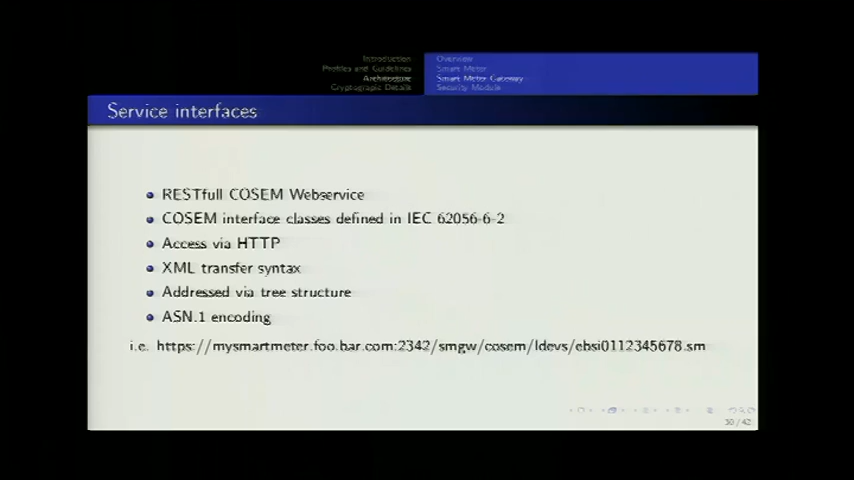 Introduction
Profiles and Guidelines
Architecture
Cryptograpic Details
Overview
Smart Meter
Smart Meter Gateway
Security Module
Service interfaces
RESTfull COSEM Webservice
COSEM interface classes defined in IEC 62056-6-2
Access via HTTP
XML transfer syntax
Addressed via tree structure
ASN.1 encoding
i.e. https://mysmartmeter.foo.bar.com:2342/smgw/cosem/ldevs/ebsi0112345678.sm
30/42